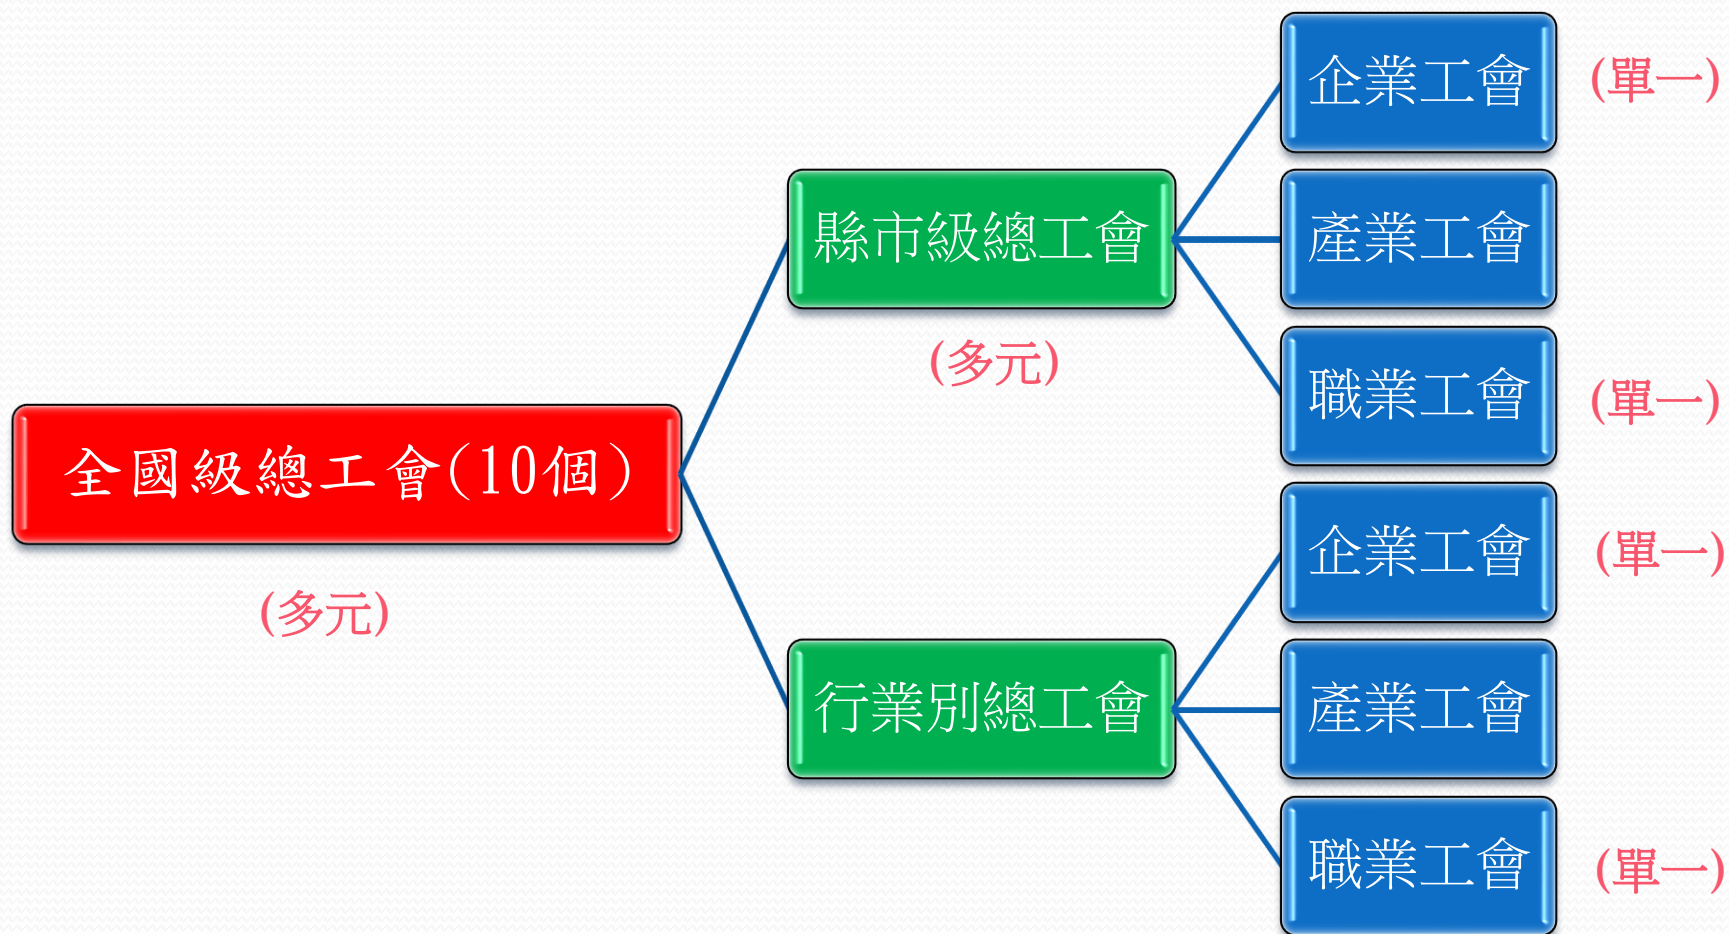 企業工會
(單一)
縣市級總工會
產業工會
(多元)
職業工會
(單一)
全國級總工會(10個)
(多元)
企業工會
(單一)
行業別總工會
產業工會
職業工會
(單一)